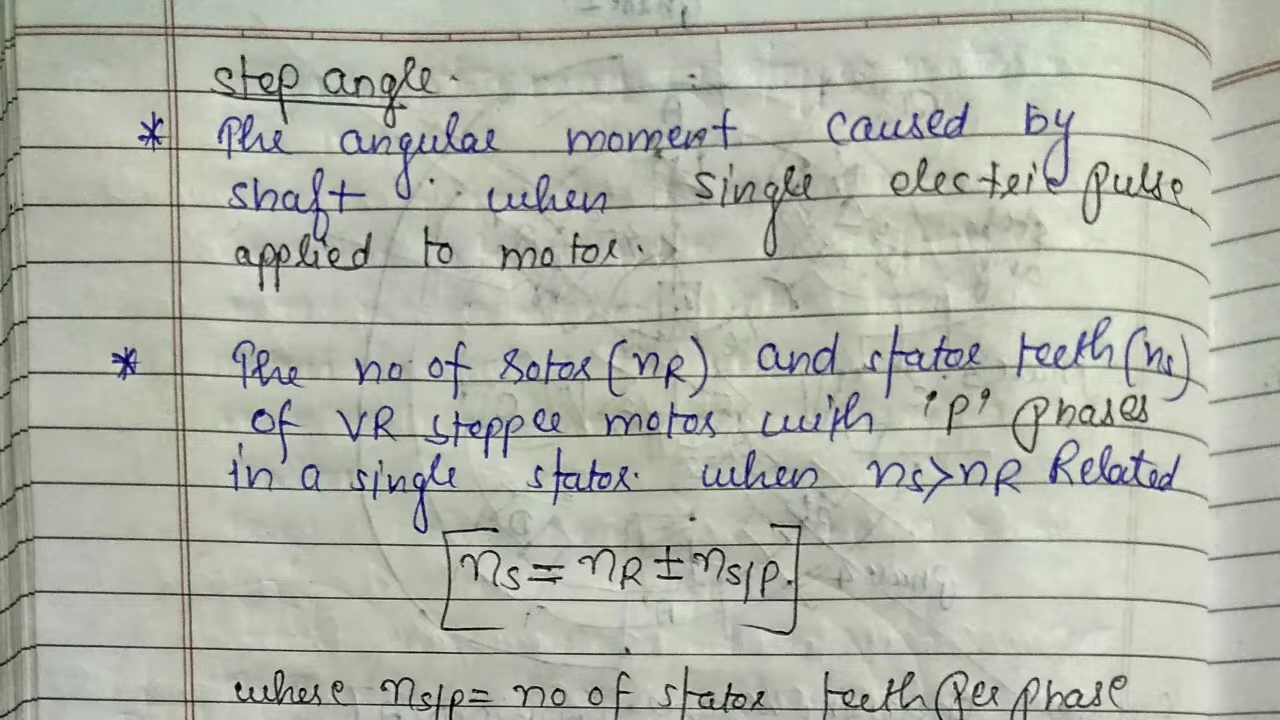 step angle.
* The angular moment caused by
shaft when single electric pulse
applied to motor.
* The no of rotor (nR) and stator teeth (ns)
of VR stepper motor with 'p' phases
in a single stator. when ns>nR Related
[ns = nR ± ns/p.]
where ns/p = no of stator teeth per phase